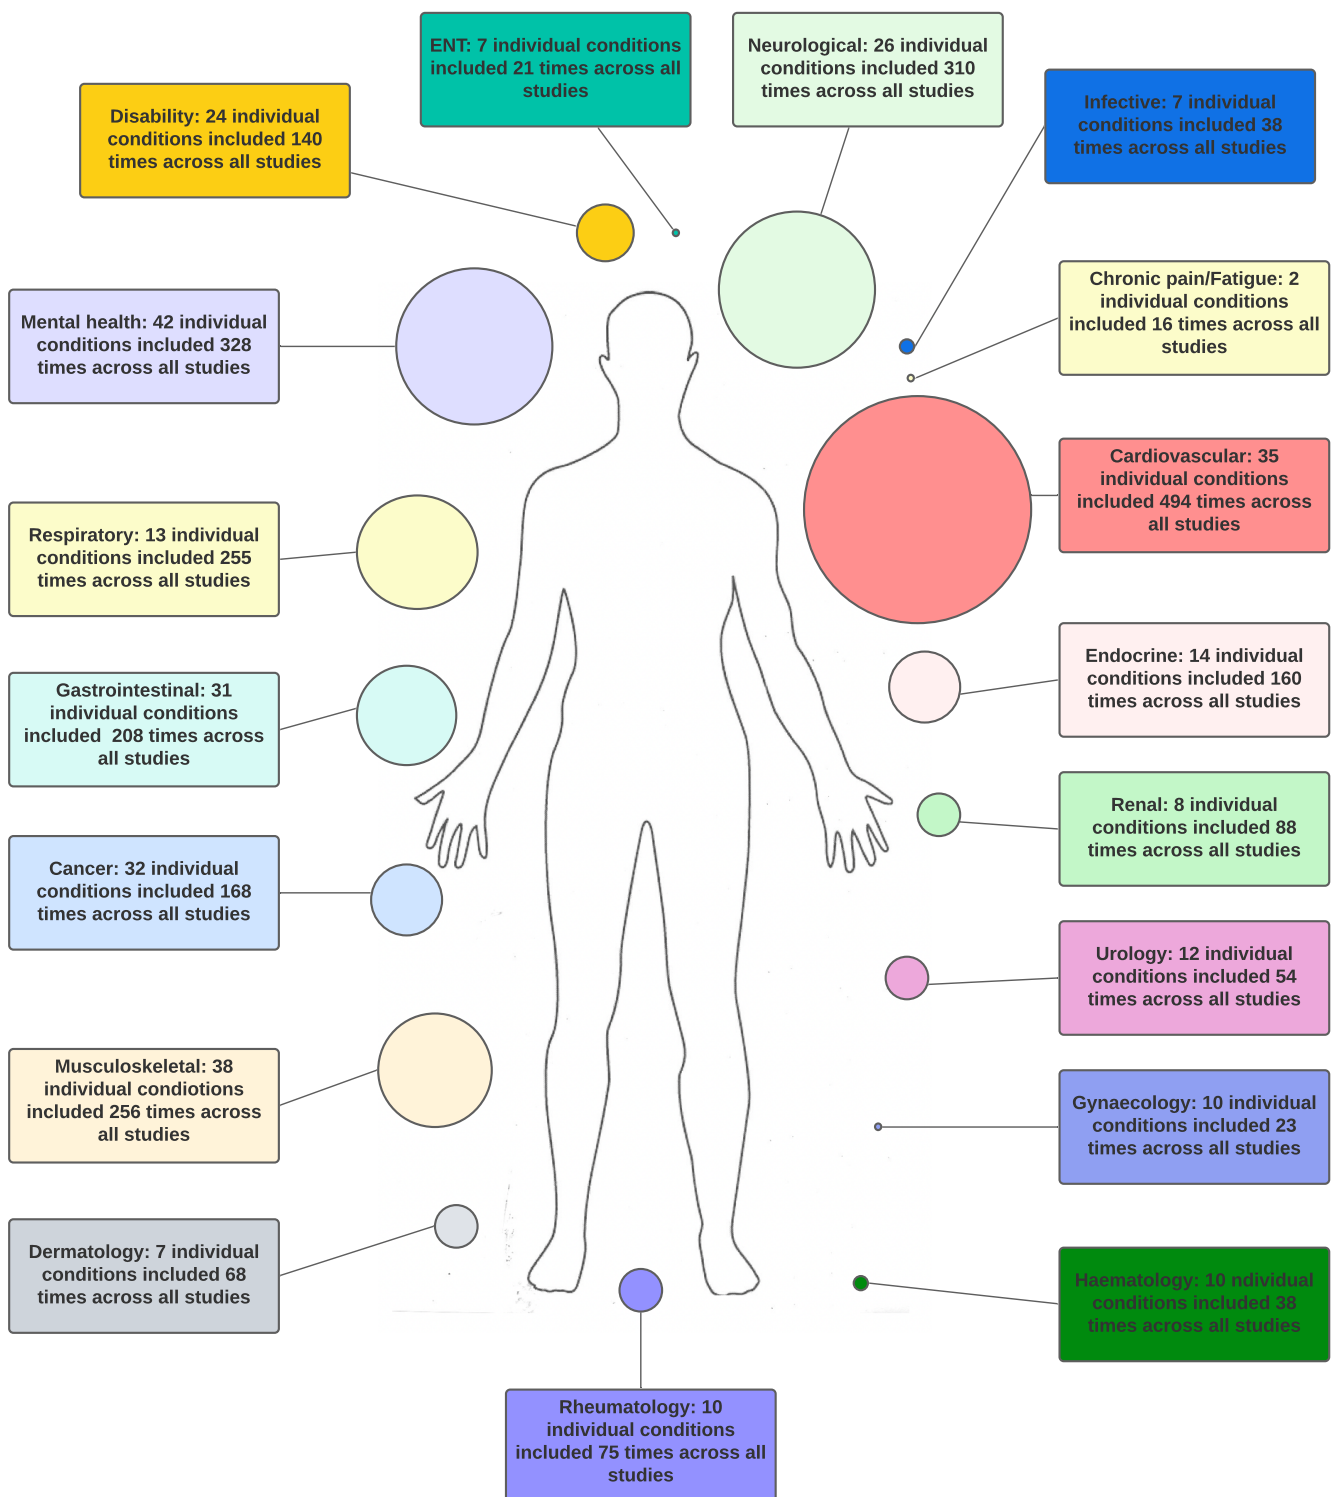 ENT: 7 individual conditions
included 21 times across all
studies
Neurological: 26 individual
conditions included 310
times across all studies
Infective: 7 individual
conditions included 38
times across all studies
Disability: 24 individual
conditions included 140
times across all studies
Chronic pain/Fatigue: 2
individual conditions
included 16 times across all
studies
Mental health: 42 individual
conditions included 328
times across all studies
Cardiovascular: 35
individual conditions
included 494 times across
all studies
Respiratory: 13 individual
conditions included 255
times across all studies
Endocrine: 14 individual
conditions included 160
times across all studies
Gastrointestinal: 31
individual conditions
included  208 times across
all studies
Renal: 8 individual
conditions included 88
times across all studies
Cancer: 32 individual
conditions included 168
times across all studies
Urology: 12 individual
conditions included 54
times across all studies
Musculoskeletal: 38
individual condiotions
included 256 times across
all studies
Gynaecology: 10 individual
conditions included 23
times across all studies
Dermatology: 7 individual
conditions included 68
times across all studies
Haematology: 10 ndividual
conditions included 38
times across all studies
Rheumatology: 10
individual conditions
included 75 times across all
studies